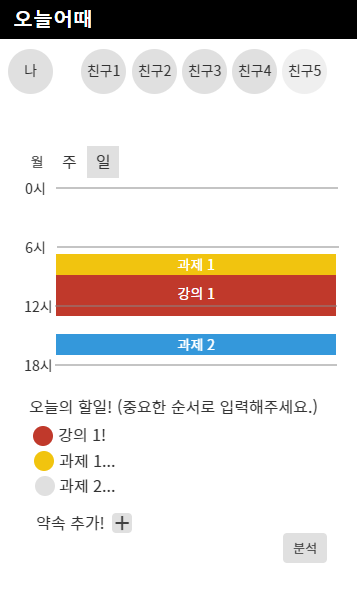 오늘어때
나 친구1 친구2 친구3 친구4 친구5
월 주 일
0시
6시
과제 1
강의 1
12시
과제 2
18시
오늘의 할일! (중요한 순서로 입력해주세요.)
강의 1!
과제 1...
과제 2...
약속 추가! +
분석